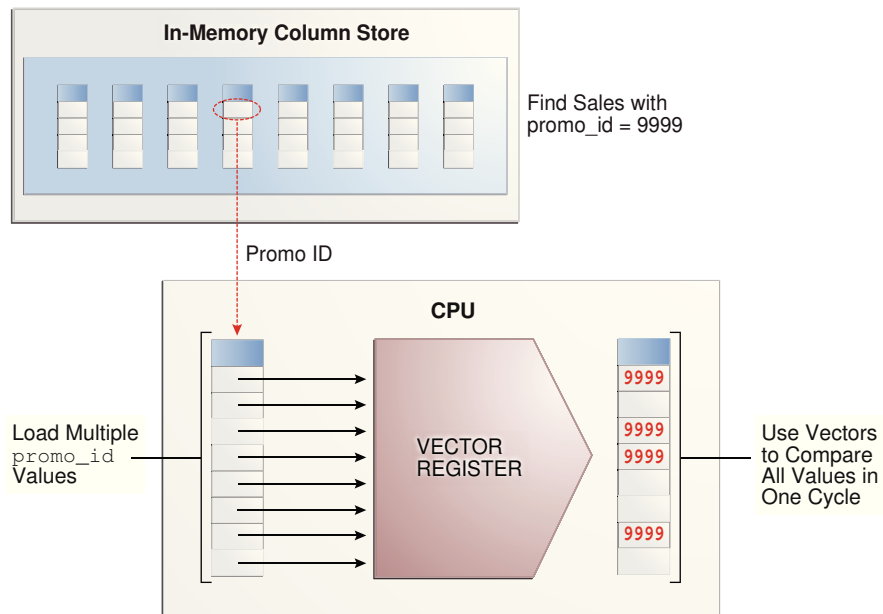 In-Memory Column Store
Find Sales with
promo_id = 9999
Promo ID
CPU
Load Multiple
promo_id
Values
VECTOR
REGISTER
9999
9999
9999
9999
Use Vectors
to Compare
All Values in
One Cycle